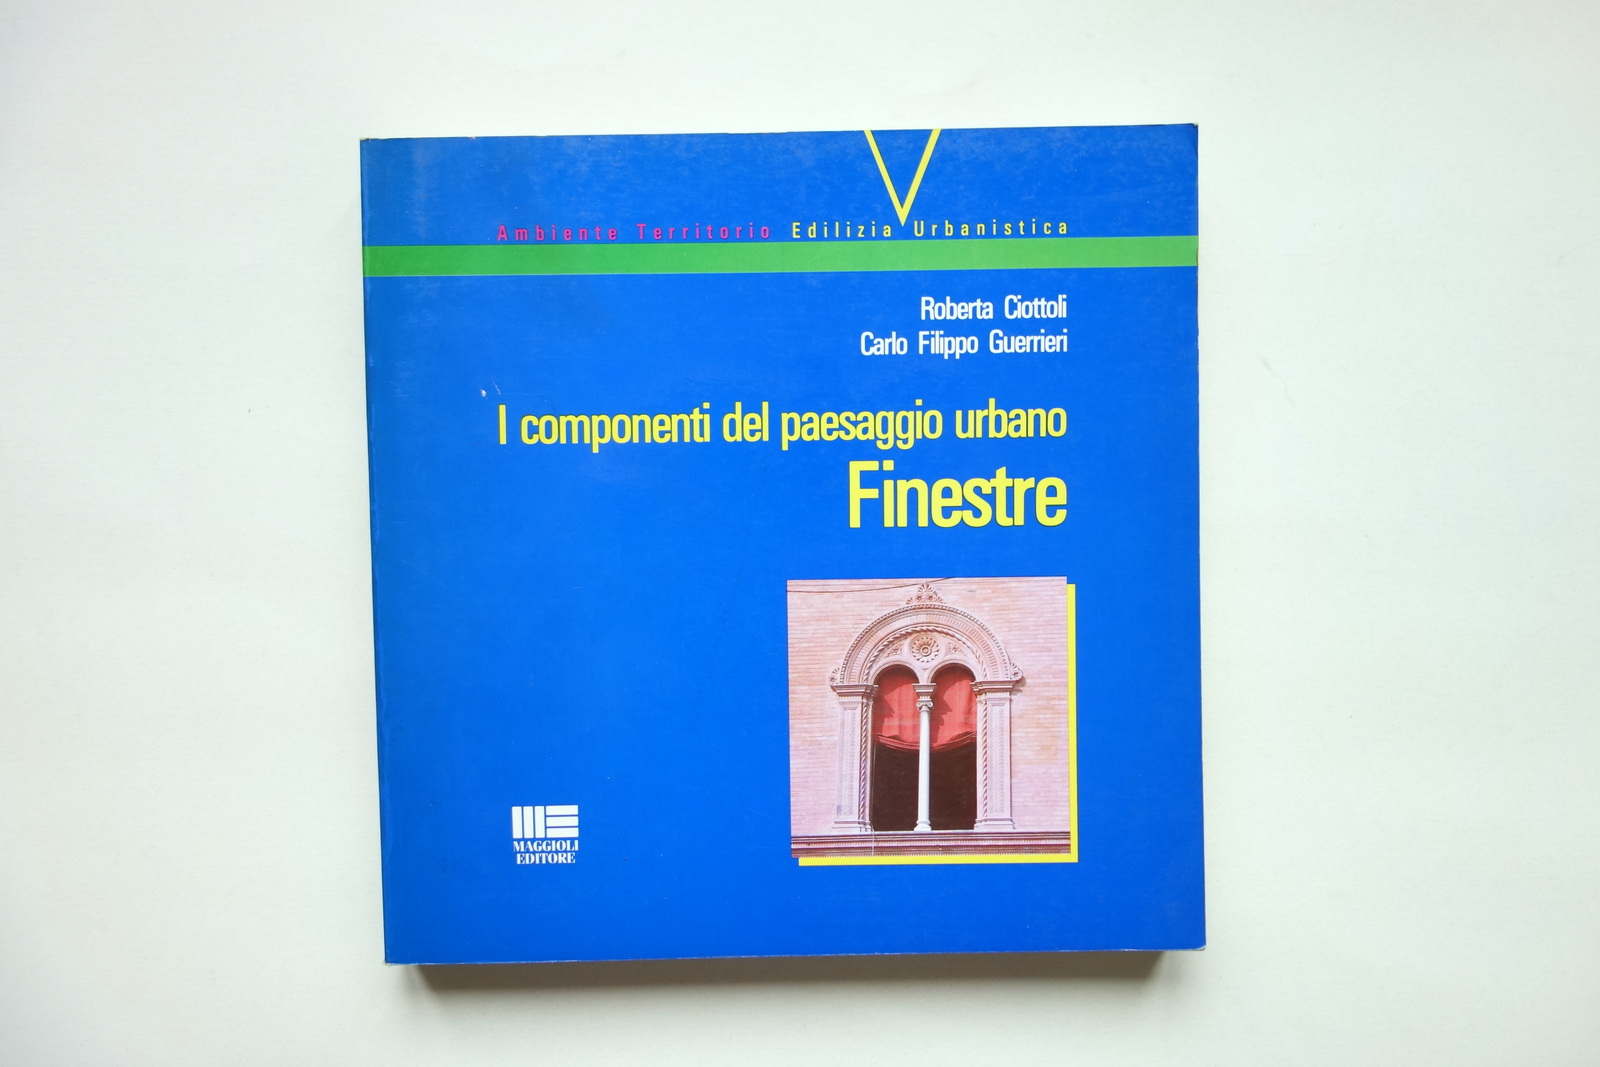 Ambiente Territorio Edilizia Urbanistica
Roberta Ciottoli
Carlo Filippo Guerrieri
I componenti del paesaggio urbano
Finestre
MAGGIOLI
EDITORE